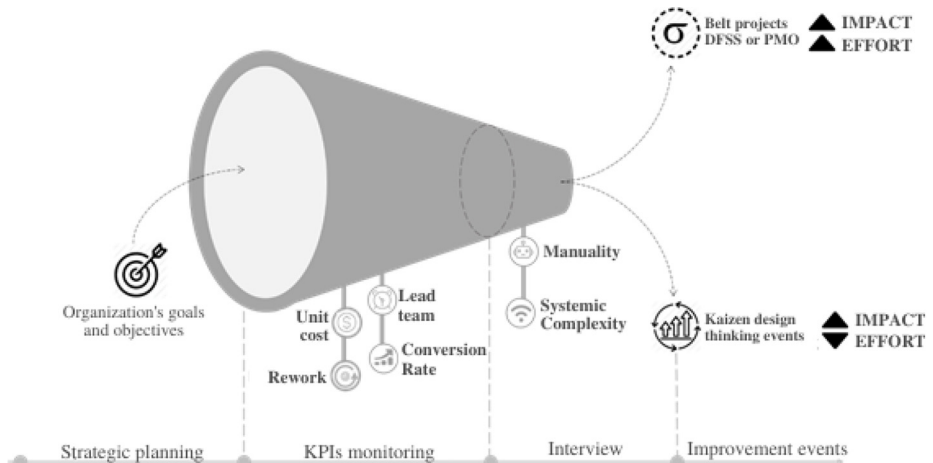 Belt projects
DFSS or PMO
IMPACT
EFFORT
σ
Organization's goals
and objectives
Unit
cost
Rework
Lead
team
Conversion
Rate
Manuality
Systemic
Complexity
Kaizen design
thinking events
IMPACT
EFFORT
Strategic planning
KPIs monitoring
Interview
Improvement events